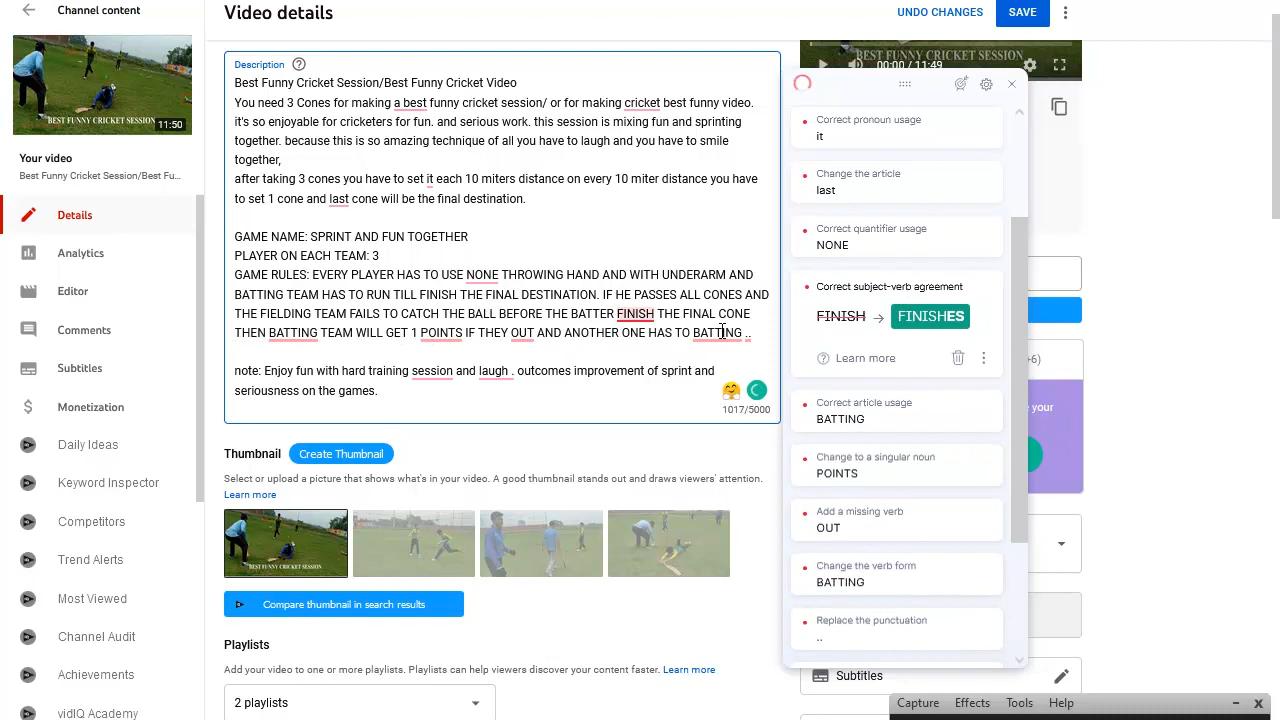 Channel content
BEST FUNNY CRICKET SESSION
11:50
Your video
Best Funny Cricket Session/Best Fu...
Details
Analytics
Editor
Comments
Subtitles
Monetization
Daily Ideas
Keyword Inspector
Competitors
Trend Alerts
Most Viewed
Channel Audit
Achievements
vidIQ Academy
Video details
UNDO CHANGES
SAVE
Description
Best Funny Cricket Session/Best Funny Cricket Video
You need 3 Cones for making a best funny cricket session/ or for making cricket best funny video.
it's so enjoyable for cricketers for fun. and serious work. this session is mixing fun and sprinting
together. because this is so amazing technique of all you have to laugh and you have to smile
together,
after taking 3 cones you have to set it each 10 miters distance on every 10 miter distance you have
to set 1 cone and last cone will be the final destination.
GAME NAME: SPRINT AND FUN TOGETHER
PLAYER ON EACH TEAM: 3
GAME RULES: EVERY PLAYER HAS TO USE NONE THROWING HAND AND WITH UNDERARM AND
BATTING TEAM HAS TO RUN TILL FINISH THE FINAL DESTINATION. IF HE PASSES ALL CONES AND
THE FIELDING TEAM FAILS TO CATCH THE BALL BEFORE THE BATTER FINISH THE FINAL CONE
THEN BATTING TEAM WILL GET 1 POINTS IF THEY OUT AND ANOTHER ONE HAS TO BATTING ..
note: Enjoy fun with hard training session and laugh . outcomes improvement of sprint and
seriousness on the games.
1017/5000
Thumbnail
Create Thumbnail
Select or upload a picture that shows what's in your video. A good thumbnail stands out and draws viewers' attention.
Learn more
BEST FUNNY CRICKET SESSION
Compare thumbnail in search results
Playlists
Add your video to one or more playlists. Playlists can help viewers discover your content faster. Learn more
2 playlists
BEST FUNNY CRICKET SESSION
00:00 / 11:49
Correct pronoun usage
it
Change the article
last
Correct quantifier usage
NONE
Correct subject-verb agreement
FINISH → FINISHES
Learn more
Correct article usage
BATTING
Change to a singular noun
POINTS
Add a missing verb
OUT
Change the verb form
BATTING
Replace the punctuation
..
+6)
your
Subtitles
Capture Effects Tools Help